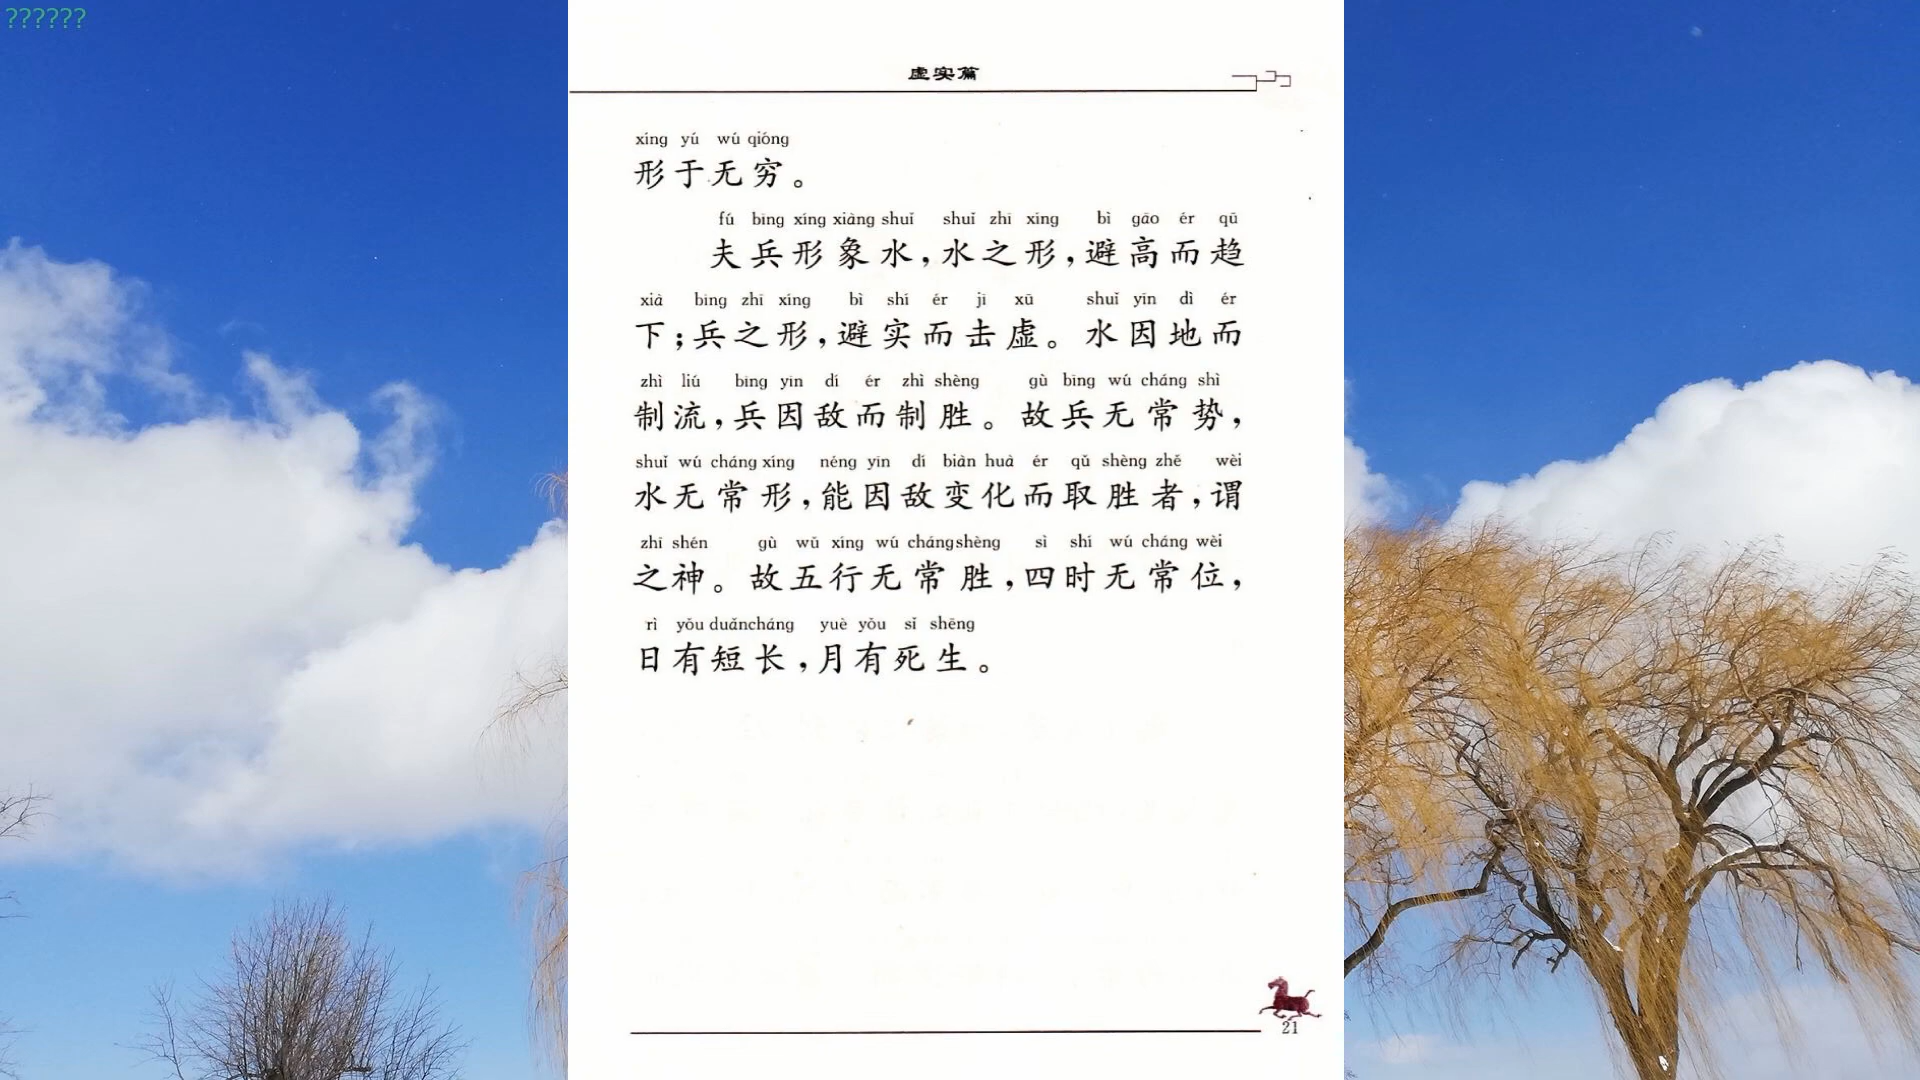 ??????
虚实篇
xíng yú wú qióng
形于无穷。
fú bīng xíng xiàng shuǐ shuǐ zhī xíng bì gāo ér qū
夫兵形象水,水之形,避高而趋
xià bīng zhī xíng bì shí ér jī xū shuǐ yīn dì ér
下;兵之形,避实而击虚。水因地而
zhì liú bīng yīn dí ér zhì shèng gù bīng wú cháng shì
制流,兵因敌而制胜。故兵无常势,
shuǐ wú cháng xíng néng yīn dí biàn huà ér qǔ shèng zhě wèi
水无常形,能因敌变化而取胜者,谓
zhī shén gù wǔ xíng wú cháng shèng sì shí wú cháng wèi
之神。故五行无常胜,四时无常位,
rì yǒu duǎn cháng yuè yǒu sǐ shēng
日有短长,月有死生。
21